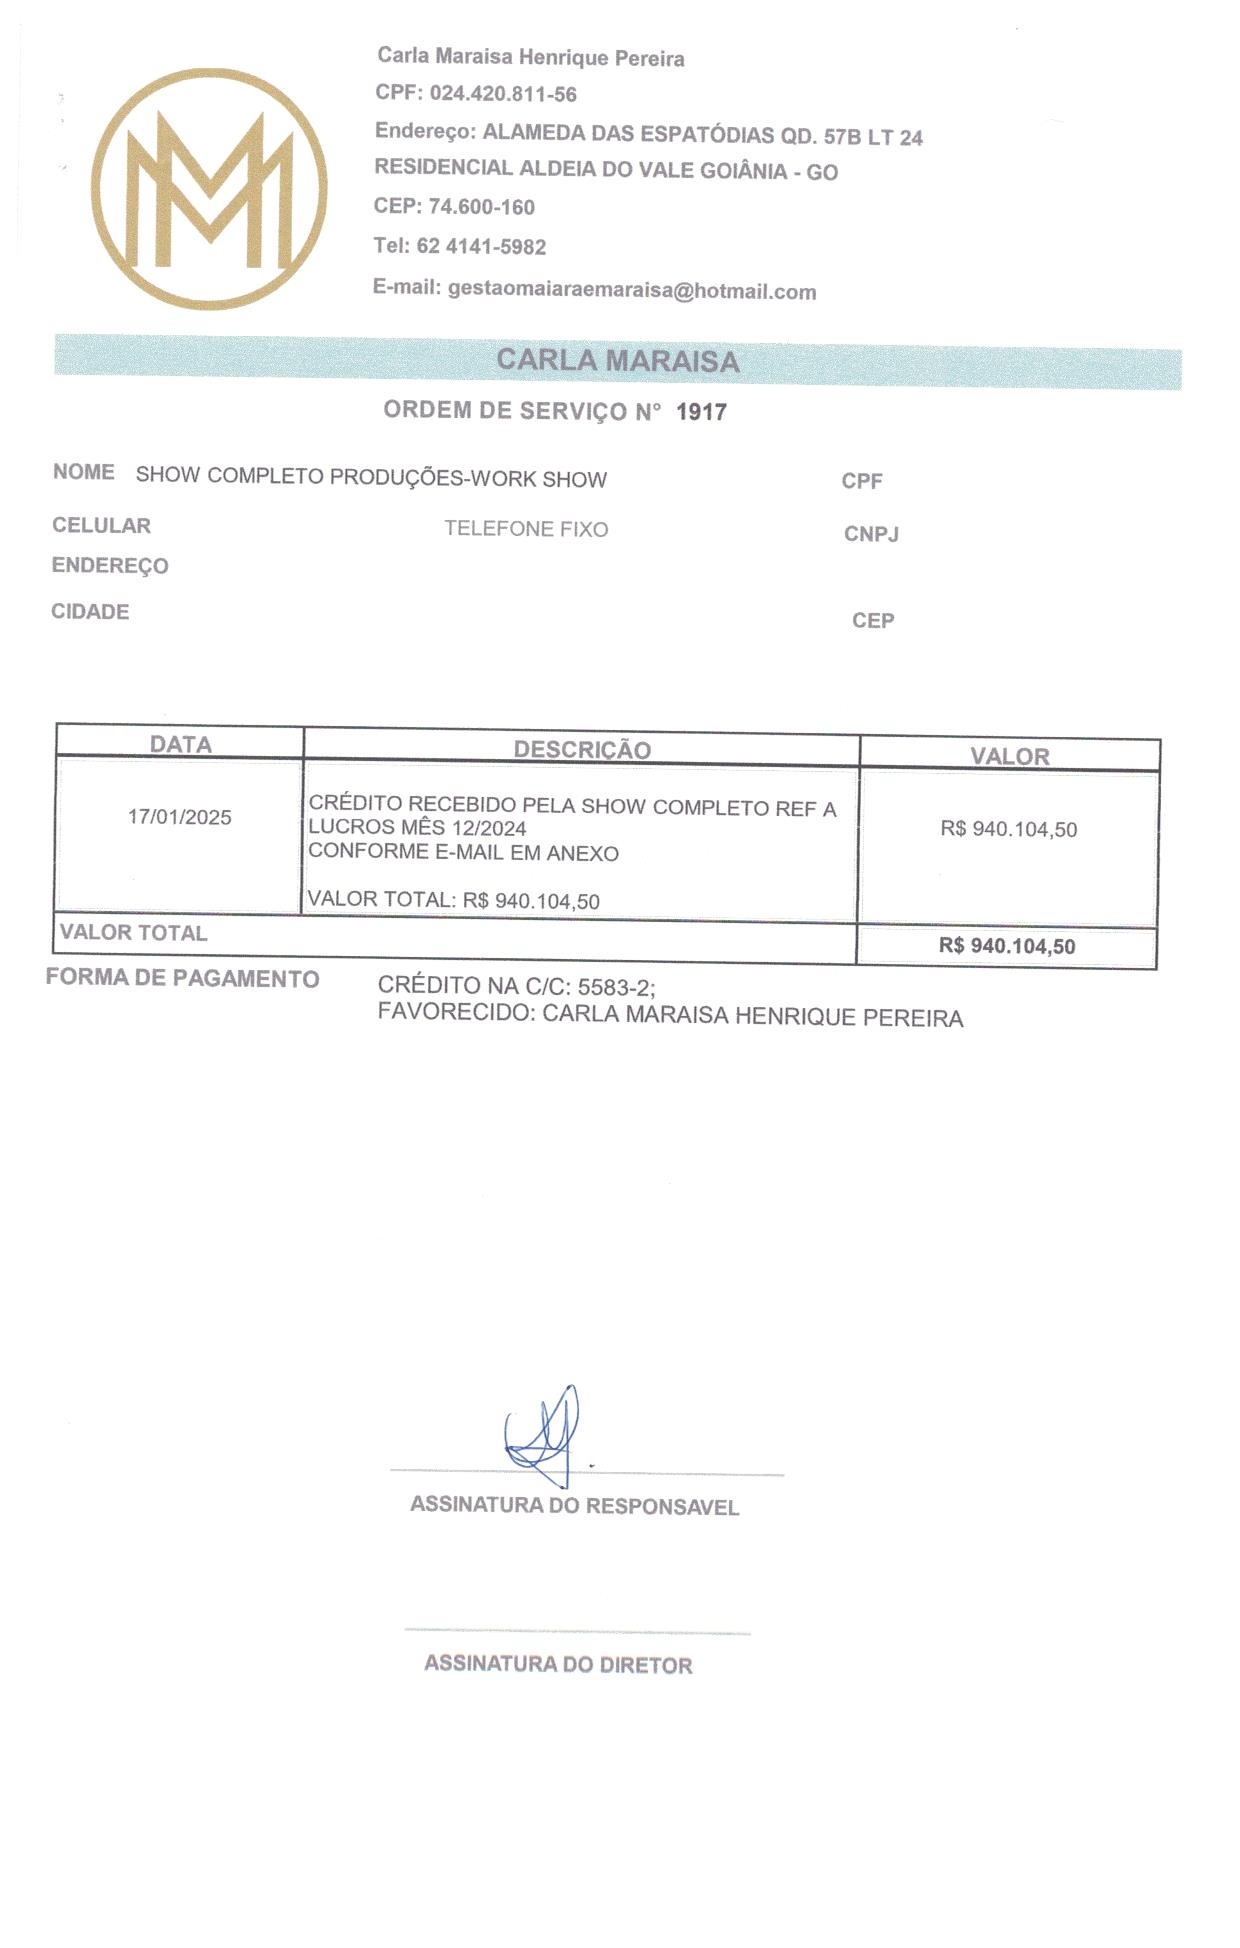 Carla Maraisa Henrique Pereira
CPF: 024.420.811-56
Endereço: ALAMEDA DAS ESPATÓDIAS QD. 57B LT 24
RESIDENCIAL ALDEIA DO VALE GOIÂNIA - GO
CEP: 74.600-160
Tel: 62 4141-5982
E-mail: gestaomaiaraemaraisa@hotmail.com
CARLA MARAISA
ORDEM DE SERVIÇO N° 1917
NOME SHOW COMPLETO PRODUÇÕES-WORK SHOW CPF
CELULAR TELEFONE FIXO CNPJ
ENDEREÇO
CIDADE CEP
DATA DESCRIÇÃO VALOR
17/01/2025 CRÉDITO RECEBIDO PELA SHOW COMPLETO REF A R$ 940.104,50
LUCROS MÊS 12/2024
CONFORME E-MAIL EM ANEXO
VALOR TOTAL: R$ 940.104,50
VALOR TOTAL R$ 940.104,50
FORMA DE PAGAMENTO CRÉDITO NA C/C: 5583-2;
FAVORECIDO: CARLA MARAISA HENRIQUE PEREIRA
ASSINATURA DO RESPONSAVEL
ASSINATURA DO DIRETOR